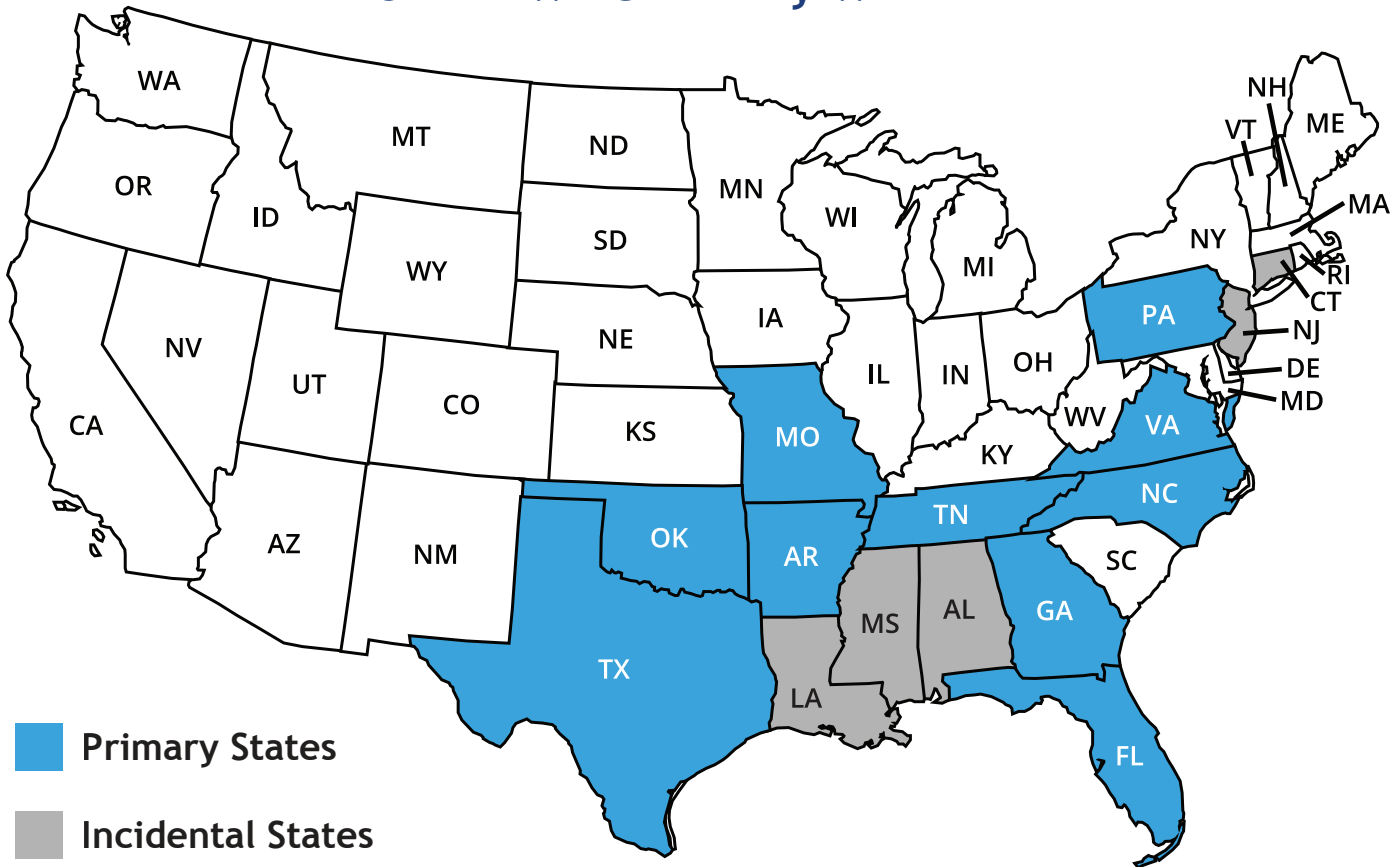 WA
MT
ND
MN
OR
ID
SD
WI
MI
NH
VT
ME
MA
NY
WY
RI
CT
IA
NE
PA
NJ
NV
UT
CO
IL
IN
OH
DE
MD
CA
KS
MO
KY
WV
VA
NC
TN
AZ
NM
OK
AR
SC
MS
AL
GA
TX
LA
FL
Primary States
Incidental States